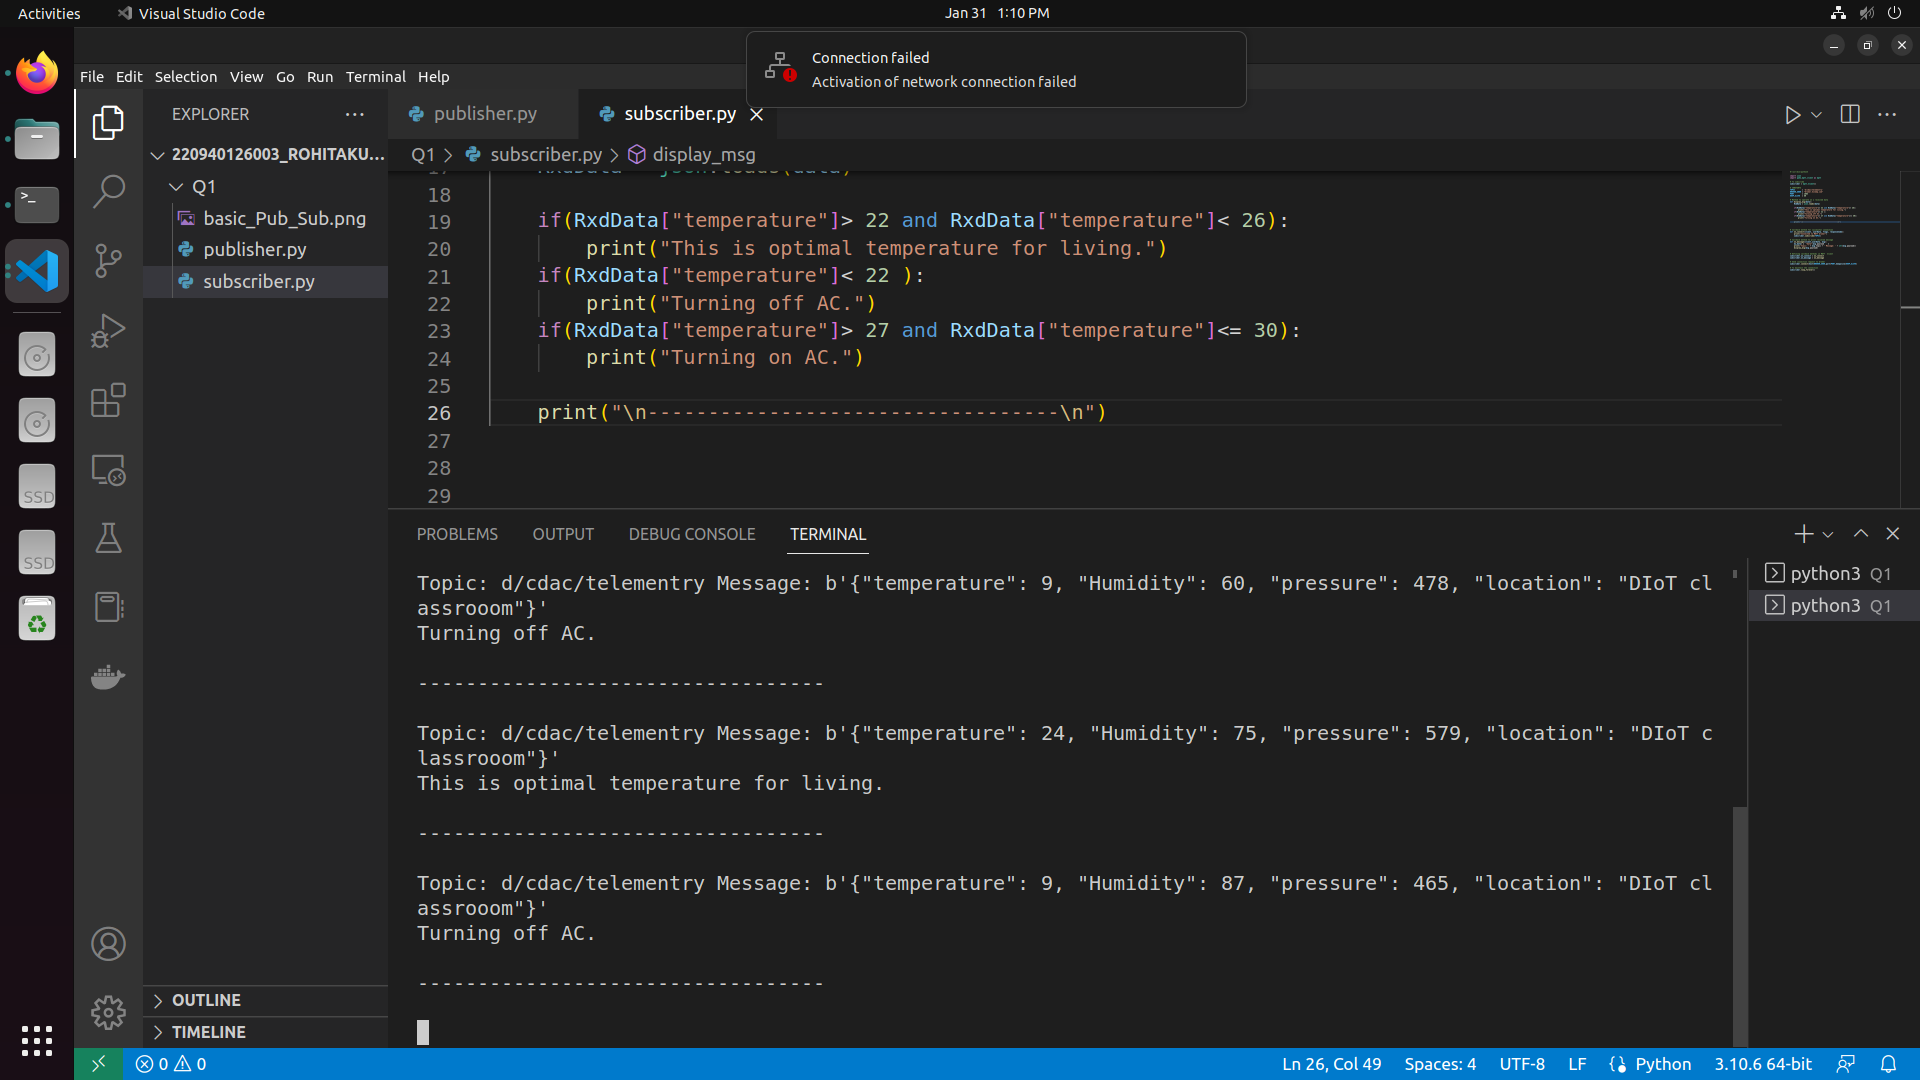 Activities
Visual Studio Code
Jan 31 1:10 PM
Connection failed
Activation of network connection failed
File Edit Selection View Go Run Terminal Help
EXPLORER
220940126003_ROHITAKU...
Q1
basic_Pub_Sub.png
publisher.py
subscriber.py
OUTLINE
TIMELINE
SSD
SSD
publisher.py
subscriber.py
Q1 > subscriber.py > display_msg
18
19 if(RxdData["temperature"]> 22 and RxdData["temperature"]< 26):
20 print("This is optimal temperature for living.")
21 if(RxdData["temperature"]< 22 ):
22 print("Turning off AC.")
23 if(RxdData["temperature"]> 27 and RxdData["temperature"]<= 30):
24 print("Turning on AC.")
25
26 print("\n----------------------------------\n")
27
28
29
PROBLEMS OUTPUT DEBUG CONSOLE TERMINAL
Topic: d/cdac/telementry Message: b'{"temperature": 9, "Humidity": 60, "pressure": 478, "location": "DIoT cl
assrooom"}'
Turning off AC.
----------------------------------
Topic: d/cdac/telementry Message: b'{"temperature": 24, "Humidity": 75, "pressure": 579, "location": "DIoT c
lassrooom"}'
This is optimal temperature for living.
----------------------------------
Topic: d/cdac/telementry Message: b'{"temperature": 9, "Humidity": 87, "pressure": 465, "location": "DIoT cl
assrooom"}'
Turning off AC.
----------------------------------
python3 Q1
python3 Q1
0 0
Ln 26, Col 49 Spaces: 4 UTF-8 LF Python 3.10.6 64-bit